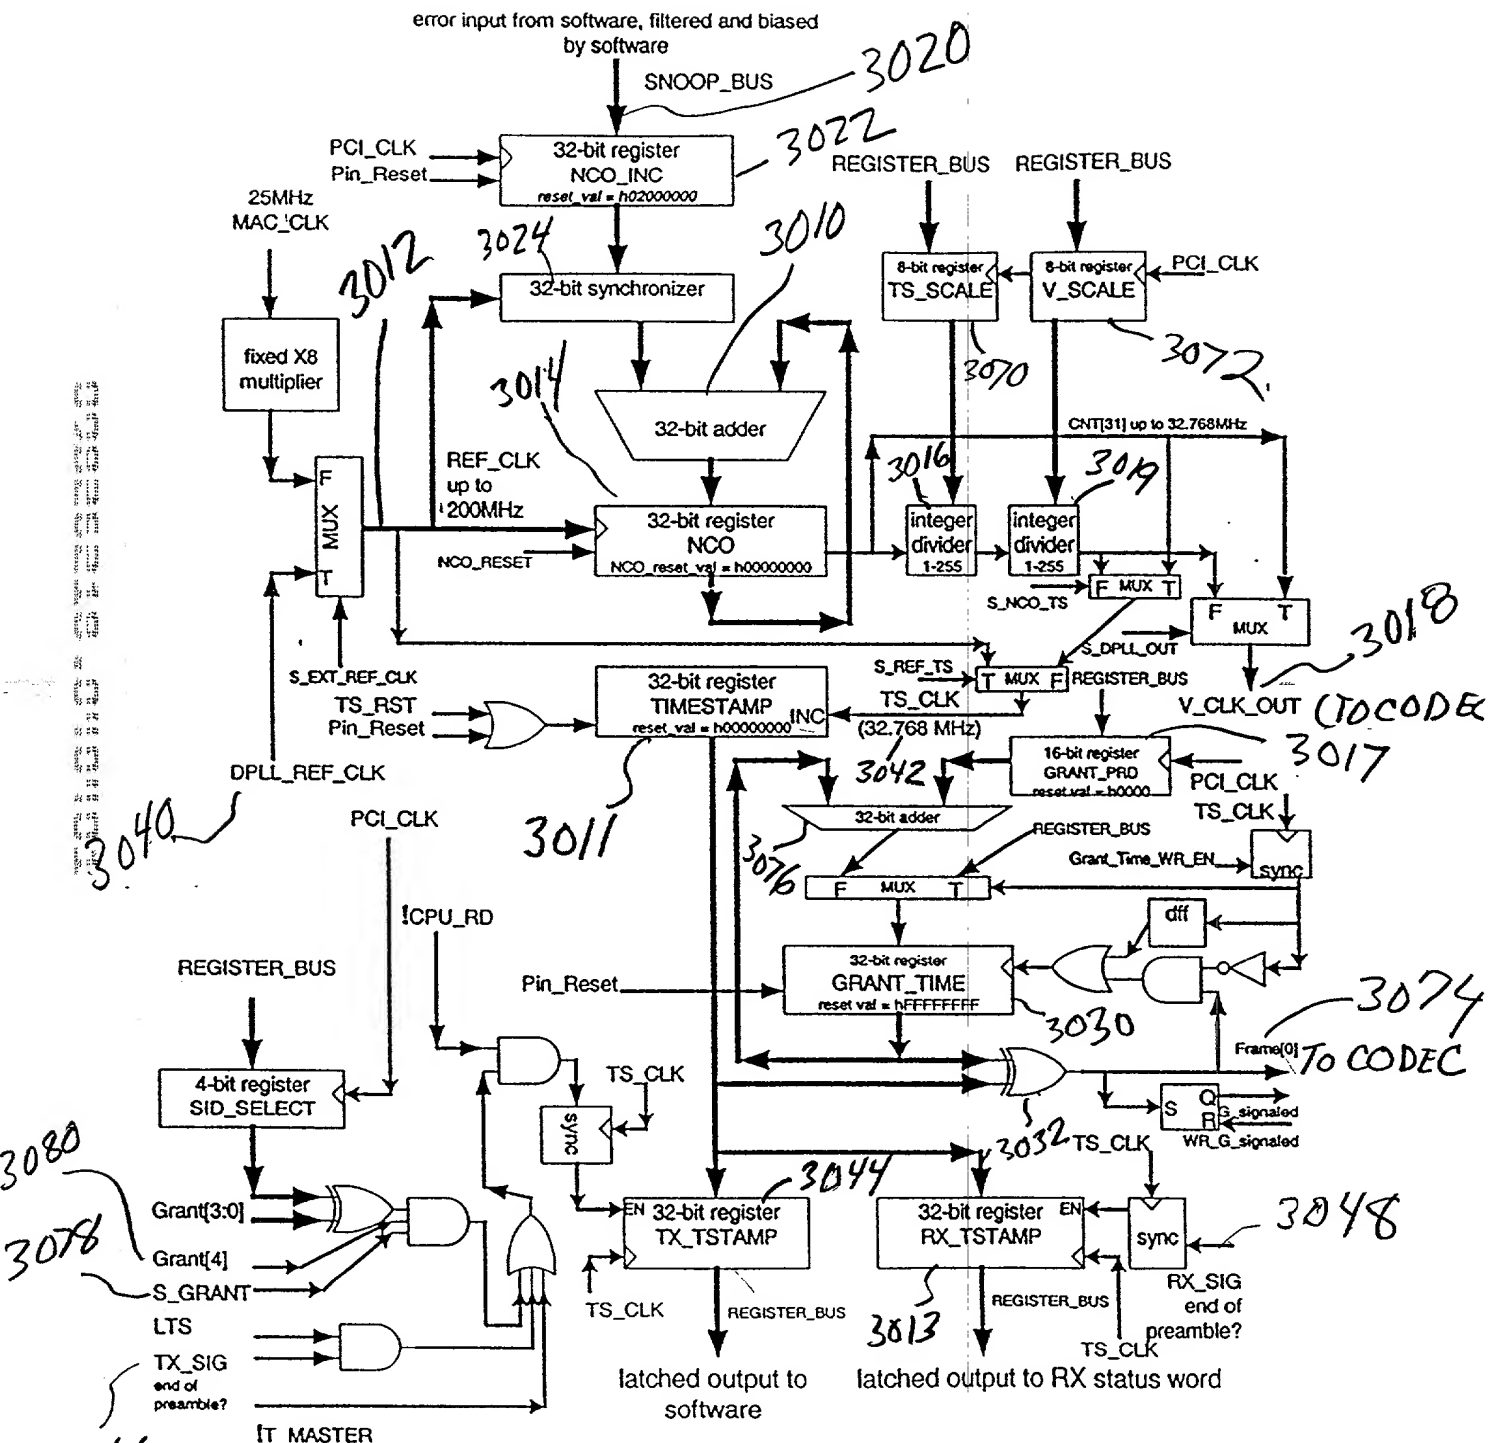 error input from software, filtered and biased
by software
SNOOP_BUS
3020
PCI_CLK
Pin_Reset
32-bit register
NCO_INC
reset_val = h02000000
3022
REGISTER_BUS
REGISTER_BUS
25MHz
MAC_CLK
3012
3024
32-bit synchronizer
3010
8-bit register
TS_SCALE
8-bit register
V_SCALE
PCI_CLK
3070
3072
fixed X8
multiplier
3014
32-bit adder
CNT[31] up to 32.768MHz
F
MUX
T
REF_CLK
up to
200MHz
NCO_RESET
32-bit register
NCO
NCO_reset_val = h00000000
3016
integer
divider
1-255
3019
integer
divider
1-255
S_NCO_TS
F MUX T
F T
MUX
S_DPLL_OUT
3018
V_CLK_OUT (TO CODEC
S_EXT_REF_CLK
TS_RST
Pin_Reset
32-bit register
TIMESTAMP
reset_val = h00000000
INC
S_REF_TS
T MUX F
REGISTER_BUS
TS_CLK
(32.768 MHz)
3042
16-bit register
GRANT_PRD
reset val = h0000
3017
PCI_CLK
DPLL_REF_CLK
3040
3011
PCI_CLK
32-bit adder
3076
REGISTER_BUS
TS_CLK
Grant_Time_WR_EN
sync
F MUX T
dff
!CPU_RD
REGISTER_BUS
Pin_Reset
32-bit register
GRANT_TIME
reset val = hFFFFFFFF
3030
3074
Frame[0]
TO CODEC
4-bit register
SID_SELECT
TS_CLK
sync
3032
S Q
R
G_signaled
WR_G_signaled
TS_CLK
3080
Grant[3:0]
Grant[4]
3078
S_GRANT
LTS
TX_SIG
end of
preamble?
!T_MASTER
3044
EN
32-bit register
TX_TSTAMP
TS_CLK
REGISTER_BUS
latched output to
software
32-bit register
RX_TSTAMP
EN
3013
REGISTER_BUS
sync
3048
RX_SIG
end of
preamble?
TS_CLK
latched output to RX status word